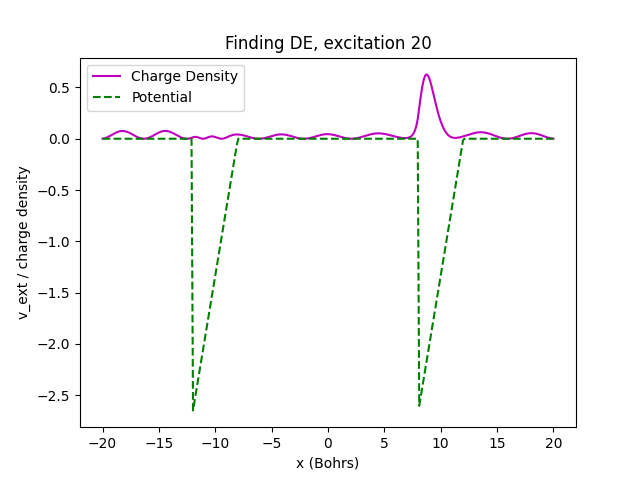 Finding DE, excitation 20
Charge Density
Potential
v_ext / charge density
0.5
0.0
−0.5
−1.0
−1.5
−2.0
−2.5
−20 −15 −10 −5 0 5 10 15 20
x (Bohrs)